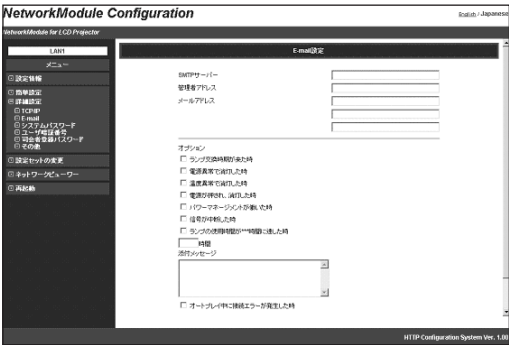 NetworkModule Configuration
English / Japanese
NetworkModule for LCD Projector
LAN1
メニュー
設定情報
簡単設定
詳細設定
TCP/IP
E-mail
システムパスワード
ユーザ暗証番号
司会者登録パスワード
その他
設定セットの変更
ネットワークビューワー
再起動
E-mail設定
SMTPサーバー
管理者アドレス
メールアドレス
オプション
ランプ交換時期が来た時
電源異常で消灯した時
温度異常で消灯した時
電源が押され、消灯した時
パワーマネージメントが働いた時
信号が中断した時
ランプの使用時間が***時間に達した時
時間
添付メッセージ
オートプレイ中に接続エラーが発生した時
HTTP Configuration System Ver. 1.00